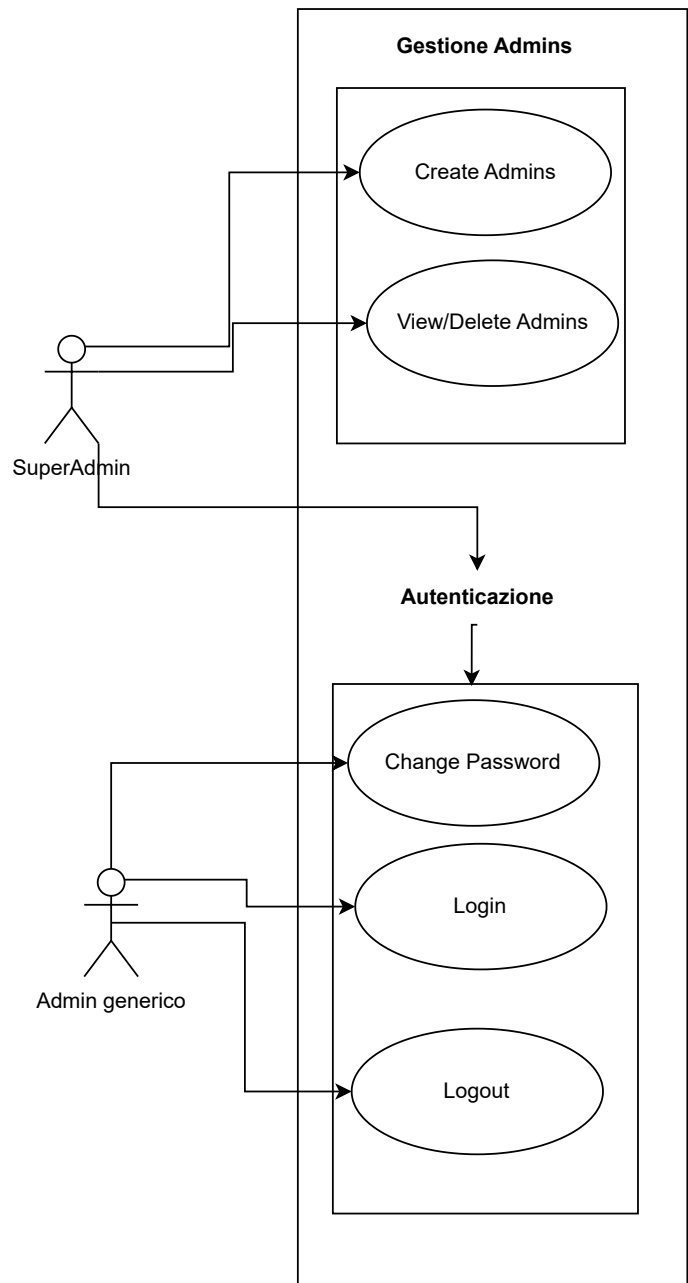 Gestione Admins
Create Admins
View/Delete Admins
SuperAdmin
Autenticazione
Change Password
Login
Admin generico
Logout